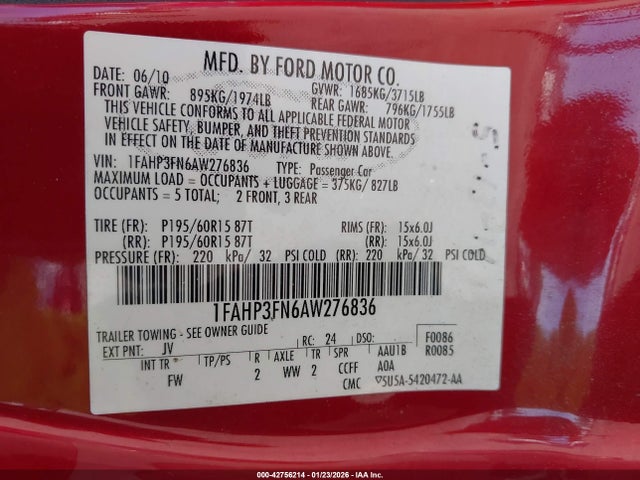 MFD. BY FORD MOTOR CO.
DATE: 06/10 GVWR: 1685KG/3715LB
FRONT GAWR: 895KG/1974LB REAR GAWR: 796KG/1755LB
THIS VEHICLE CONFORMS TO ALL APPLICABLE FEDERAL MOTOR
VEHICLE SAFETY, BUMPER, AND THEFT PREVENTION STANDARDS
IN EFFECT ON THE DATE OF MANUFACTURE SHOWN ABOVE.
VIN: 1FAHP3FN6AW276836 TYPE: Passenger Car
MAXIMUM LOAD = OCCUPANTS + LUGGAGE = 375KG/ 827LB
OCCUPANTS = 5 TOTAL; 2 FRONT, 3 REAR
TIRE (FR): P195/60R15 87T RIMS (FR): 15x6.0J
(RR): P195/60R15 87T (RR): 15x6.0J
PRESSURE (FR): 220 kPa/ 32 PSI COLD (RR): 220 kPa/ 32 PSI COLD
1FAHP3FN6AW276836
TRAILER TOWING - SEE OWNER GUIDE
EXT PNT: JV RC: 24 DSO: F0086
INT TR TP/PS R AXLE TR SPR AAU1B R0085
FW 2 WW 2 CCFF A0A
CMC 5U5A-5420472-AA
000-42756214 - 01/23/2026 - IAA Inc.